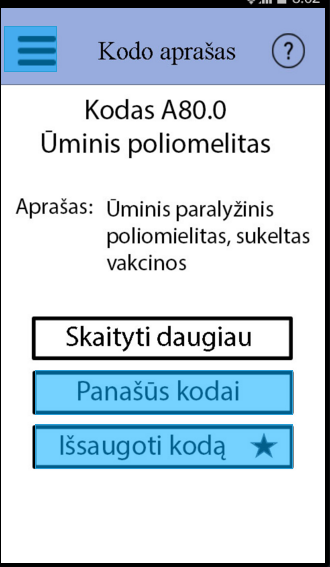 Kodo aprašas ?
Kodas A80.0
Ūminis poliomelitas
Aprašas: Ūminis paralyžinis
poliomielitas, sukeltas
vakcinos
Skaityti daugiau
Panašūs kodai
Išsaugoti kodą